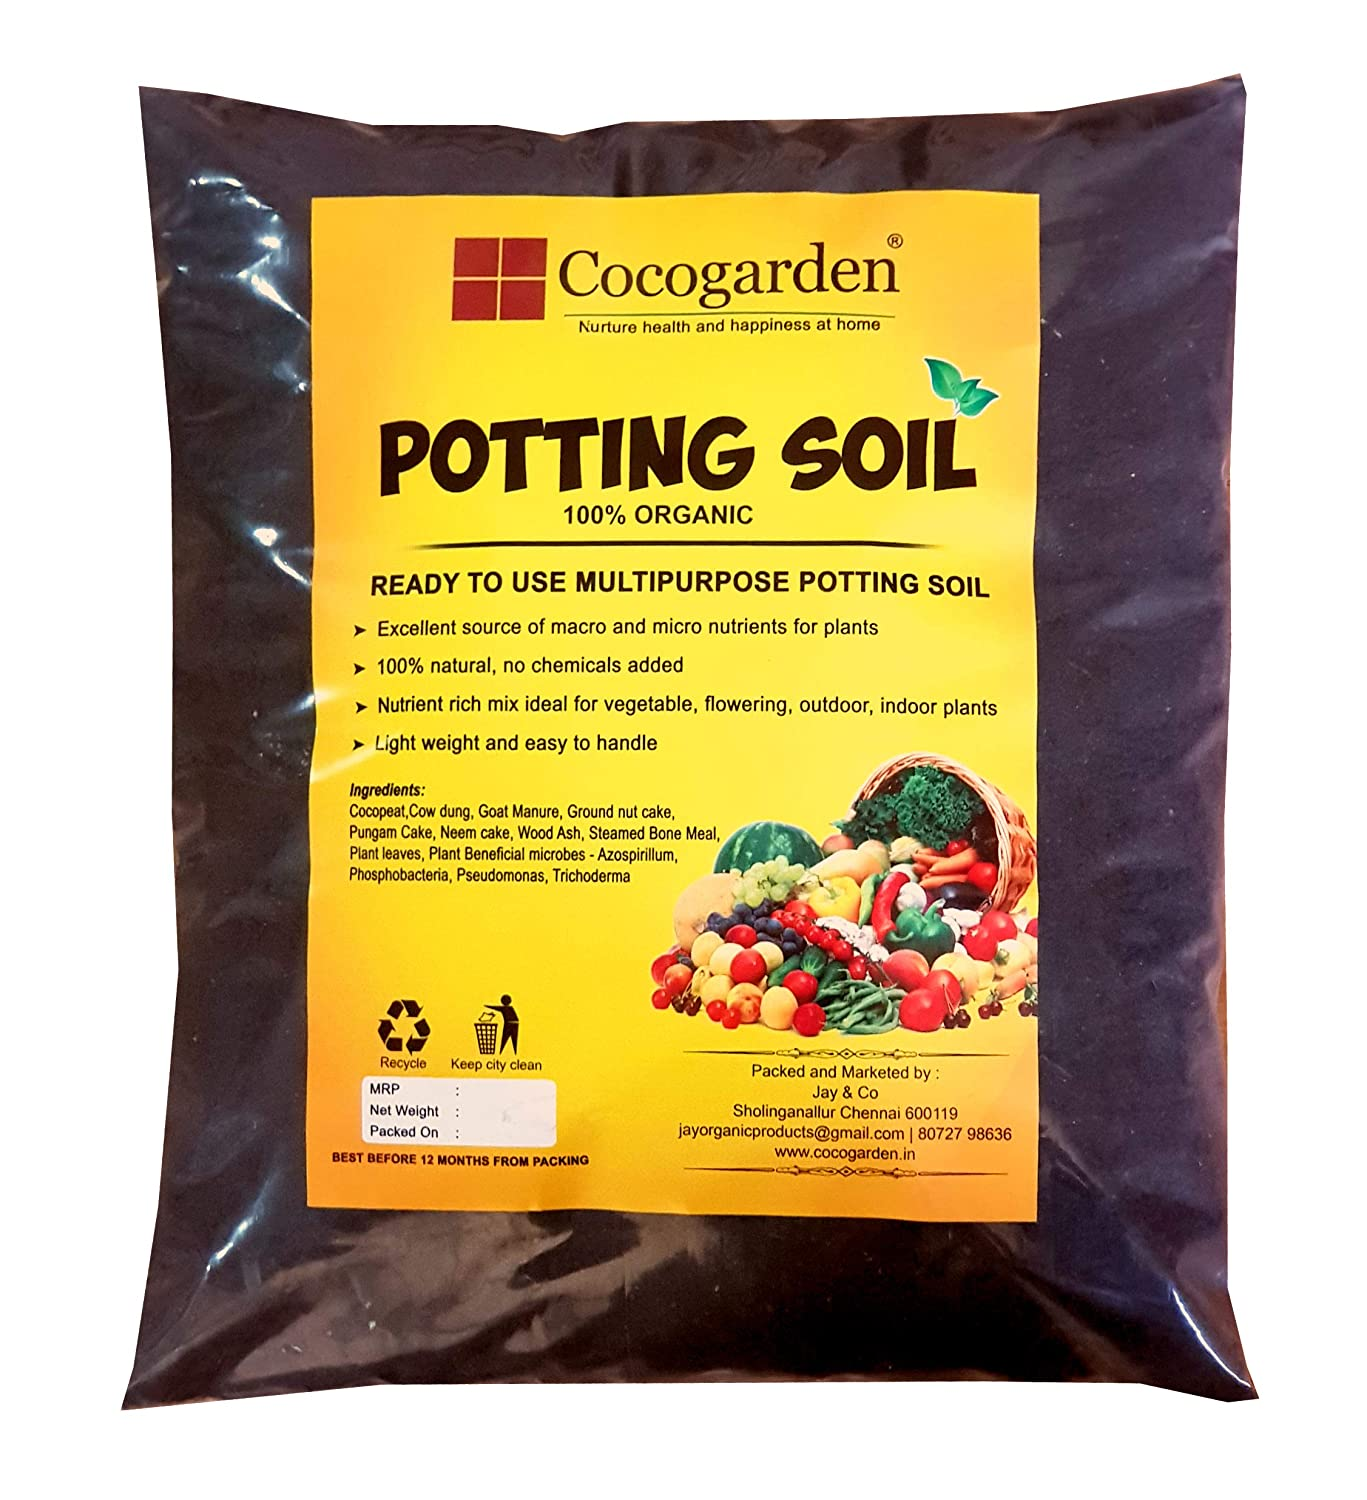 Cocogarden®
Nurture health and happiness at home
POTTING SOIL
100% ORGANIC
READY TO USE MULTIPURPOSE POTTING SOIL
➤ Excellent source of macro and micro nutrients for plants
➤ 100% natural, no chemicals added
➤ Nutrient rich mix ideal for vegetable, flowering, outdoor, indoor plants
➤ Light weight and easy to handle
Ingredients:
Cocopeat,Cow dung, Goat Manure, Ground nut cake,
Pungam Cake, Neem cake, Wood Ash, Steamed Bone Meal,
Plant leaves, Plant Beneficial microbes - Azospirillum,
Phosphobacteria, Pseudomonas, Trichoderma
Recycle
Keep city clean
MRP :
Net Weight :
Packed On :
BEST BEFORE 12 MONTHS FROM PACKING
Packed and Marketed by :
Jay & Co
Sholinganallur Chennai 600119
jayorganicproducts@gmail.com | 80727 98636
www.cocogarden.in